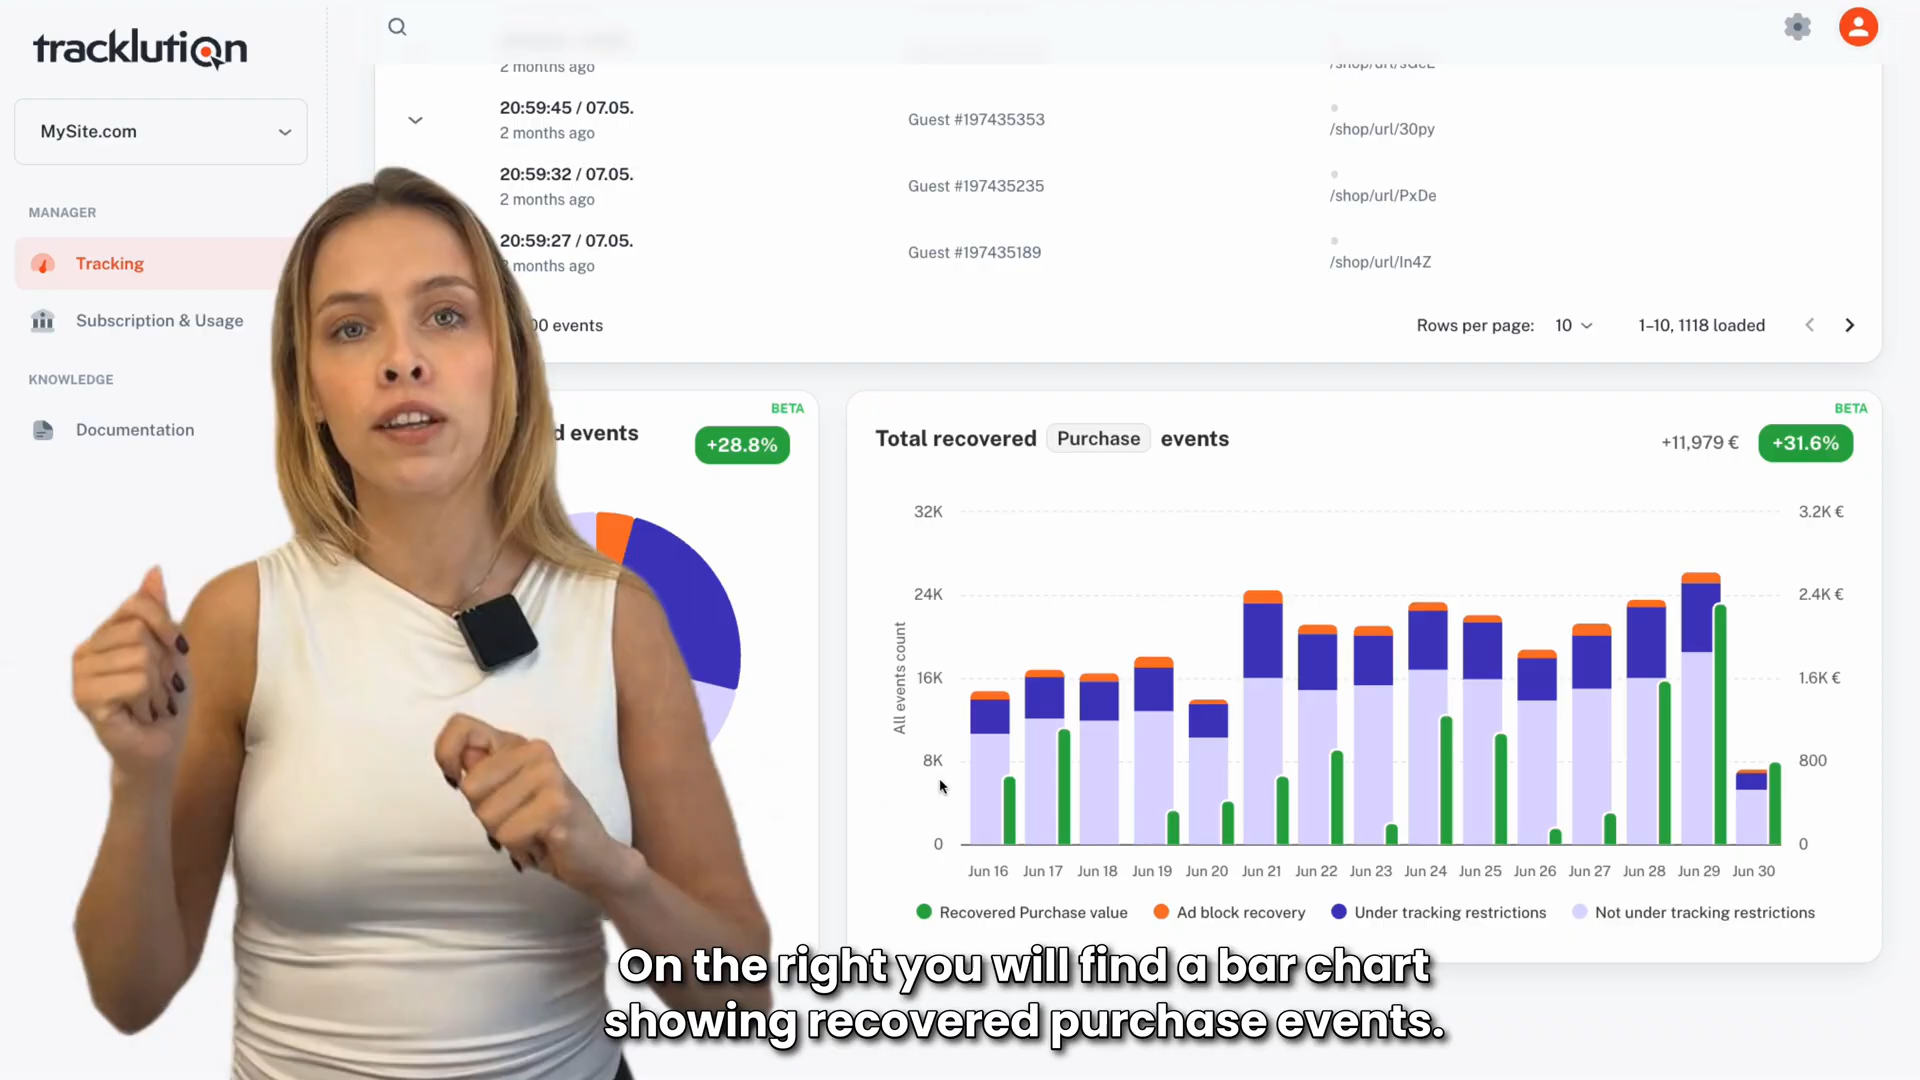 tracklution
MySite.com
MANAGER
Tracking
Subscription & Usage
KNOWLEDGE
Documentation
2 months ago
20:59:45 / 07.05.
2 months ago
Guest #197435353
/shop/url/30py
20:59:32 / 07.05.
2 months ago
Guest #197435235
/shop/url/PxDe
20:59:27 / 07.05.
months ago
Guest #197435189
/shop/url/In4Z
events
Rows per page: 10
1–10, 1118 loaded
BETA
events
+28.8%
BETA
Total recovered Purchase events
+11,979 €
+31.6%
32K
24K
16K
8K
0
All events count
3.2K €
2.4K €
1.6K €
800
0
Jun 16 Jun 17 Jun 18 Jun 19 Jun 20 Jun 21 Jun 22 Jun 23 Jun 24 Jun 25 Jun 26 Jun 27 Jun 28 Jun 29 Jun 30
Recovered Purchase value Ad block recovery Under tracking restrictions Not under tracking restrictions
On the right you will find a bar chart
showing recovered purchase events.